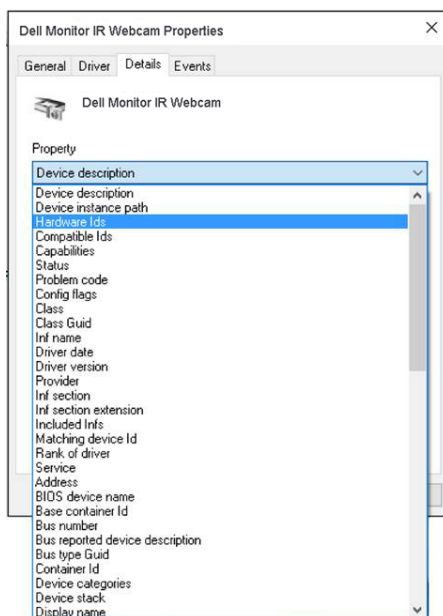 Dell Monitor IR Webcam Properties
General Driver Details Events
Dell Monitor IR Webcam
Property
Device description
Device description
Device instance path
Hardware Ids
Compatible Ids
Capabilities
Status
Problem code
Config flags
Class
Class Guid
Inf name
Driver date
Driver version
Provider
Inf section
Inf section extension
Included Infs
Matching device Id
Rank of driver
Service
Address
BIOS device name
Base container Id
Bus number
Bus reported device description
Bus type Guid
Container Id
Device categories
Device stack
Display name